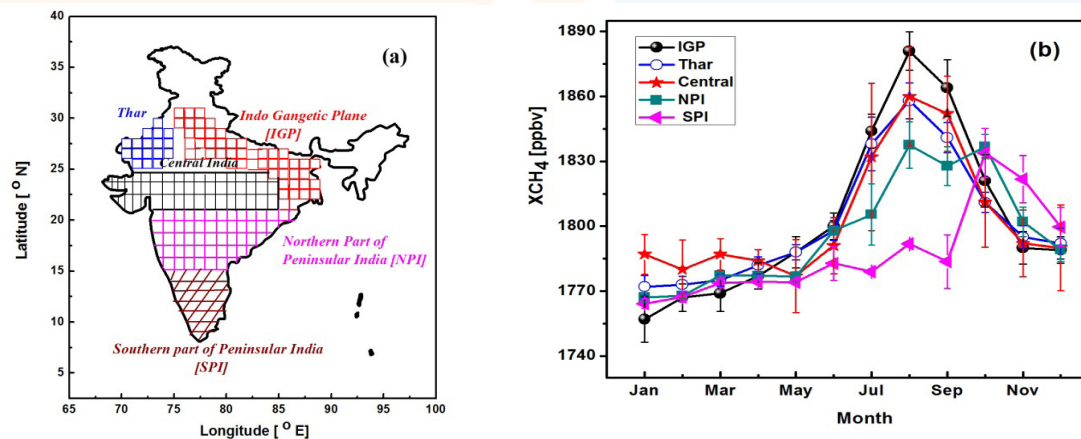 40
35
30
25
20
15
10
5
Latitude [ ° N]
(a)
Thar
Indo Gangetic Plane
[IGP]
Central India
Northern Part of
Peninsular India [NPI]
Southern part of Peninsular India
[SPI]
65 70 75 80 85 90 95 100
Longitude [ ° E]
1890
1860
1830
1800
1770
1740
XCH₄ [ppbv]
(b)
IGP
Thar
Central
NPI
SPI
Jan Mar May Jul Sep Nov
Month